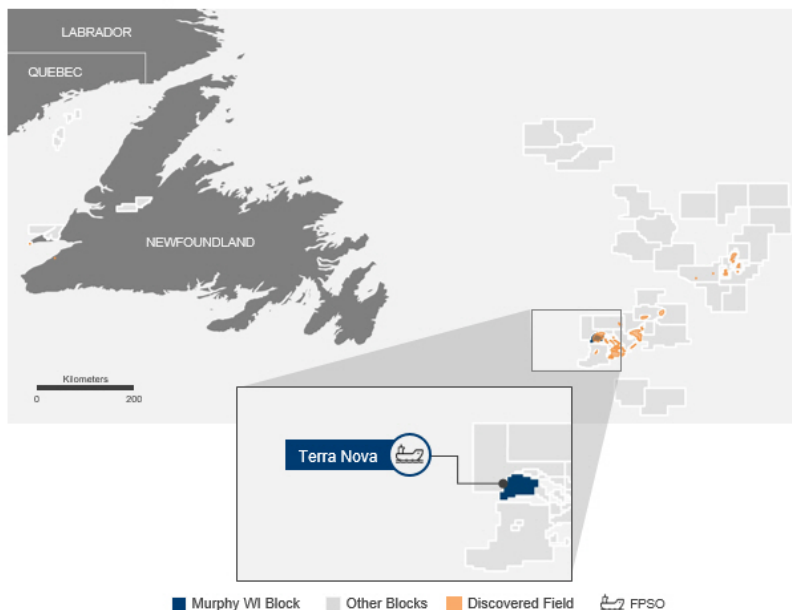 LABRADOR
QUEBEC
NEWFOUNDLAND
Kilometers
0 200
Terra Nova
Murphy WI Block Other Blocks Discovered Field FPSO